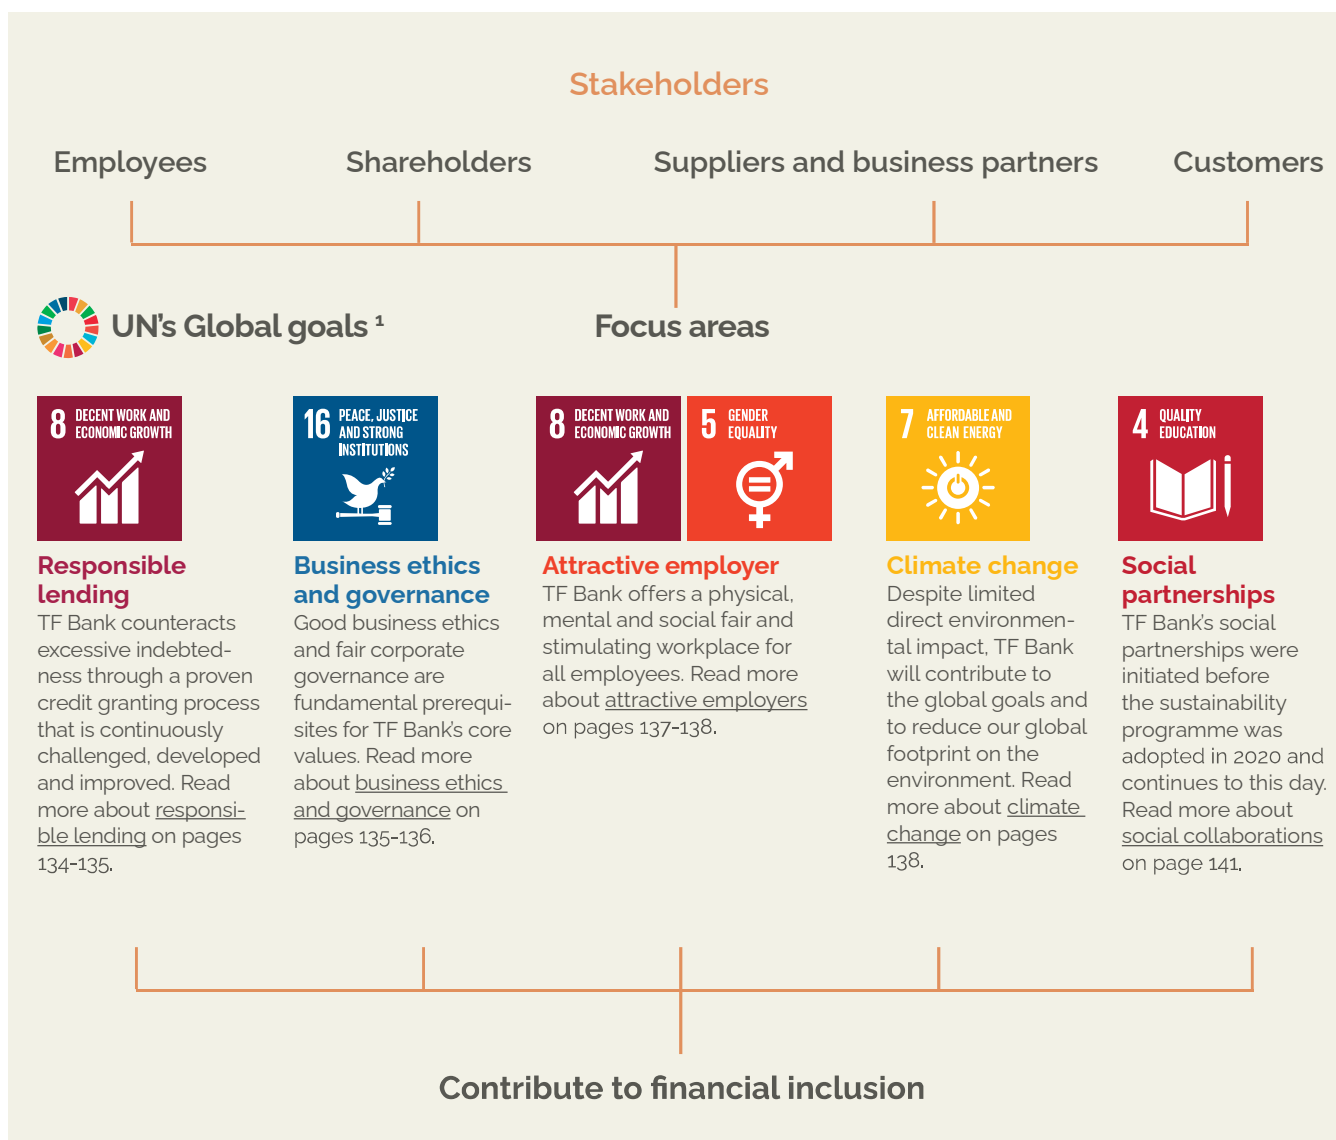 Stakeholders
Employees
Shareholders
Suppliers and business partners
Customers
UN's Global goals ¹
Focus areas
8 DECENT WORK AND
ECONOMIC GROWTH
Responsible
lending
TF Bank counteracts
excessive indebted-
ness through a proven
credit granting process
that is continuously
challenged, developed
and improved. Read
more about responsi-
ble lending on pages
134-135.
16 PEACE, JUSTICE
AND STRONG
INSTITUTIONS
Business ethics
and governance
Good business ethics
and fair corporate
governance are
fundamental prerequi-
sites for TF Bank's core
values. Read more
about business ethics
and governance on
pages 135-136.
8 DECENT WORK AND
ECONOMIC GROWTH
5 GENDER
EQUALITY
Attractive employer
TF Bank offers a physical,
mental and social fair and
stimulating workplace for
all employees. Read more
about attractive employers
on pages 137-138.
7 AFFORDABLE AND
CLEAN ENERGY
Climate change
Despite limited
direct environmen-
tal impact, TF Bank
will contribute to
the global goals and
to reduce our global
footprint on the
environment. Read
more about climate
change on pages
138.
4 QUALITY
EDUCATION
Social
partnerships
TF Bank's social
partnerships were
initiated before
the sustainability
programme was
adopted in 2020 and
continues to this day.
Read more about
social collaborations
on page 141.
Contribute to financial inclusion